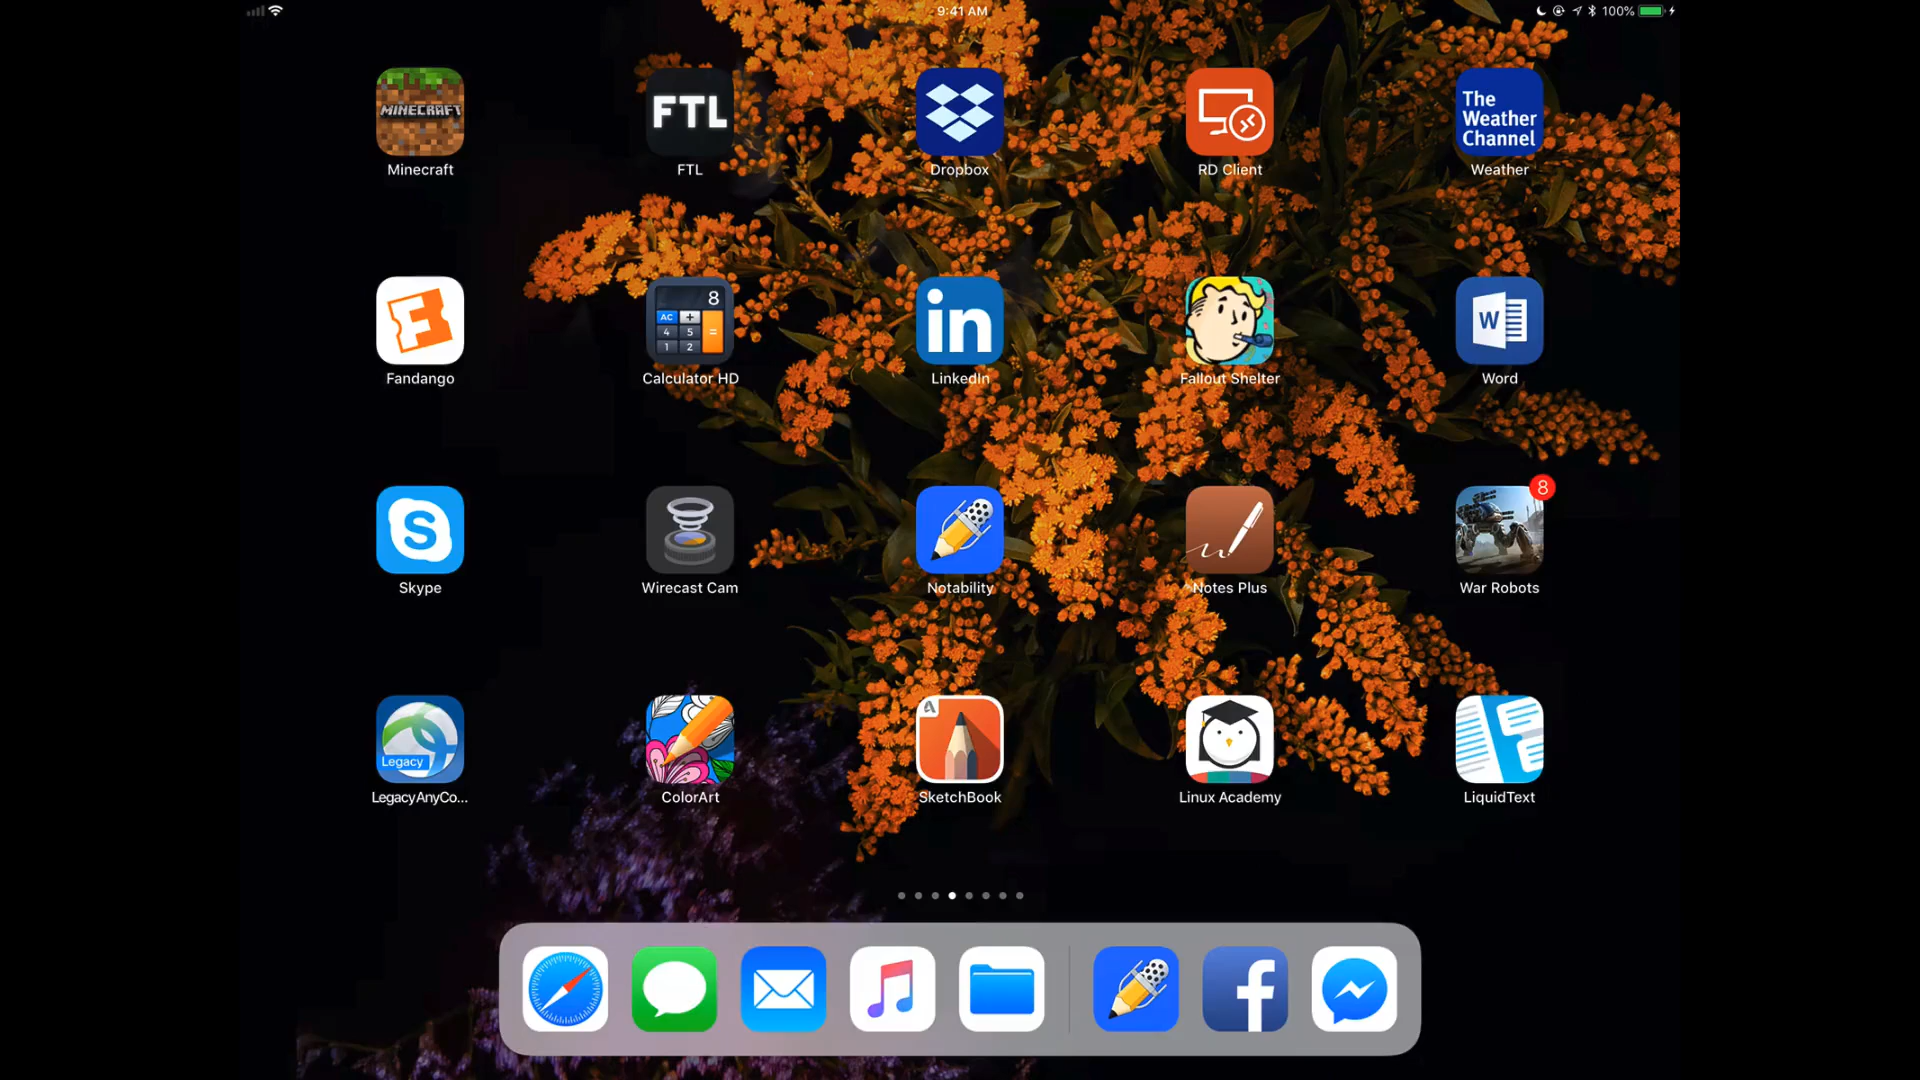 9:41 AM
100%
MINECRAFT
FTL
The
Weather
Channel
Minecraft
FTL
Dropbox
RD Client
Weather
8
AC +
4 5 =
1 2
in
W
Fandango
Calculator HD
LinkedIn
Fallout Shelter
Word
8
S
Skype
Wirecast Cam
Notability
Notes Plus
War Robots
A
Legacy
LegacyAnyCo...
ColorArt
SketchBook
Linux Academy
LiquidText
f